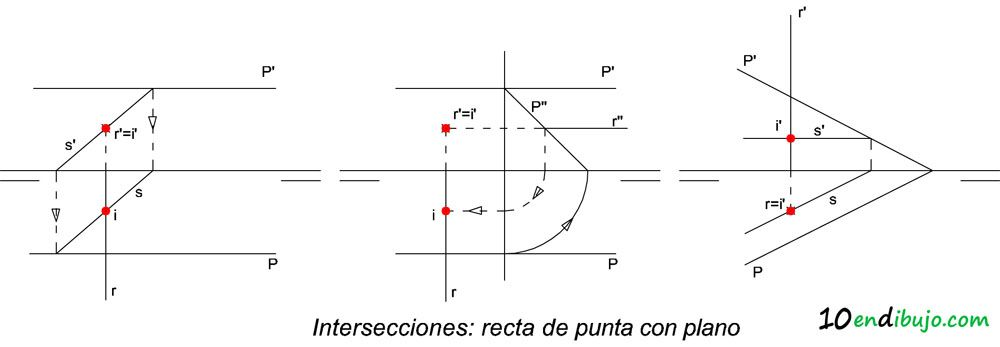 P'
r'=i'
s'
s
i
P
r
P'
P"
r'=i'
r"
i
P
r
r'
P'
i'
s'
r=i'
s
P
Intersecciones: recta de punta con plano
10endibujo.com